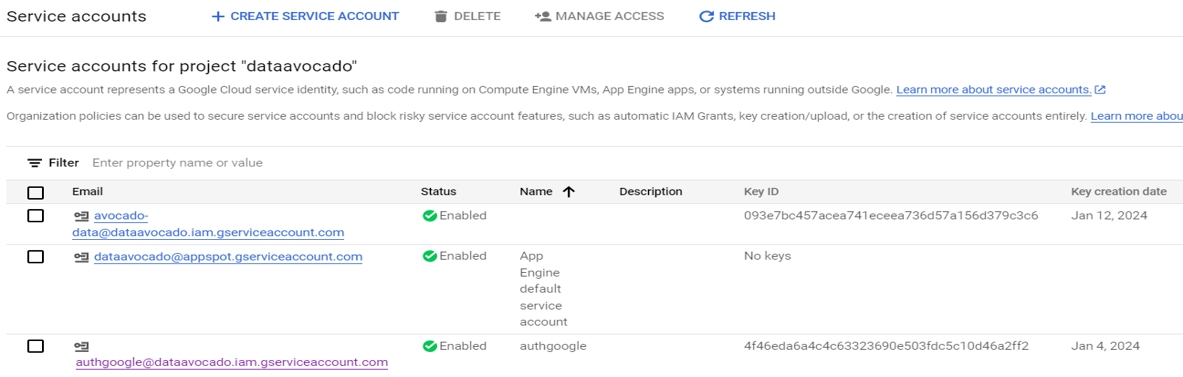 Service accounts + CREATE SERVICE ACCOUNT DELETE MANAGE ACCESS REFRESH
Service accounts for project "dataavocado"
A service account represents a Google Cloud service identity, such as code running on Compute Engine VMs, App Engine apps, or systems running outside Google. Learn more about service accounts.
Organization policies can be used to secure service accounts and block risky service account features, such as automatic IAM Grants, key creation/upload, or the creation of service accounts entirely. Learn more abou
Filter Enter property name or value
Email Status Name Description Key ID Key creation date
avocado- Enabled 093e7bc457acea741eceea736d57a156d379c3c6 Jan 12, 2024
data@dataavocado.iam.gserviceaccount.com
dataavocado@appspot.gserviceaccount.com Enabled App No keys
Engine
default
service
account
Enabled authgoogle 4f46eda6a4c4c63323690e503fdc5c10d46a2ff2 Jan 4, 2024
authgoogle@dataavocado.iam.gserviceaccount.com